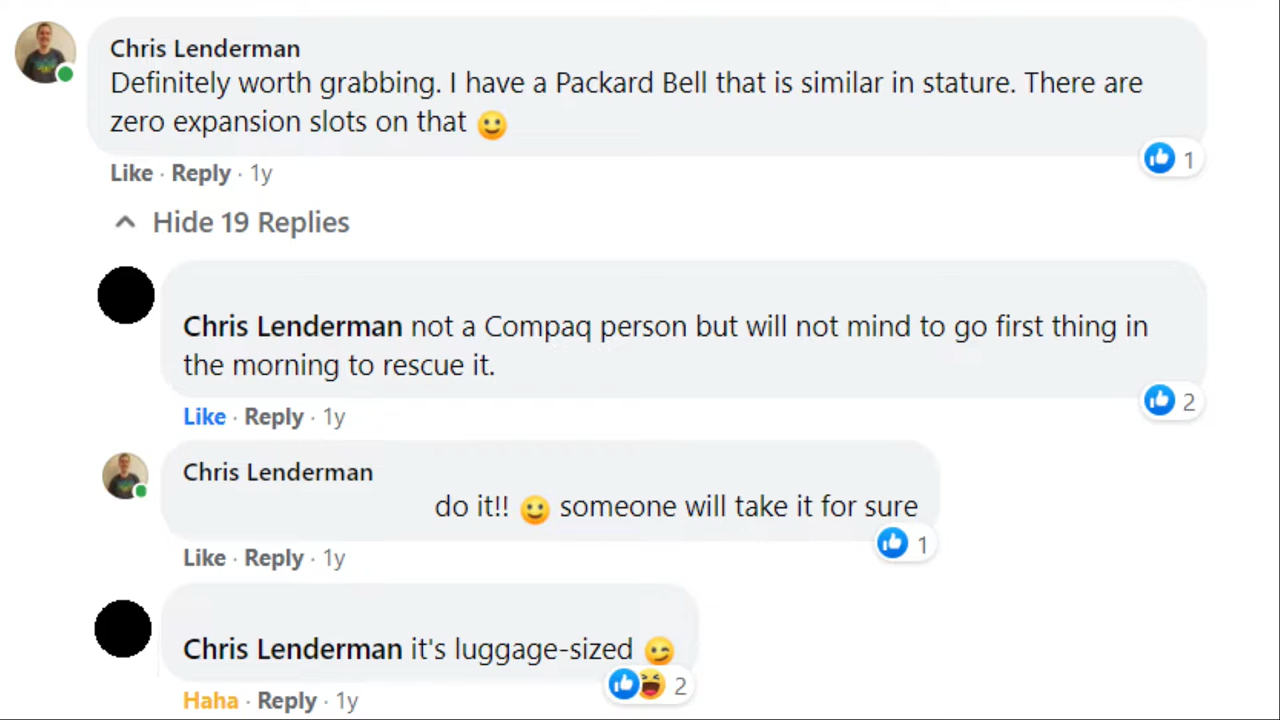 Chris Lenderman
Definitely worth grabbing. I have a Packard Bell that is similar in stature. There are
zero expansion slots on that 🙂
1
Like · Reply · 1y
Hide 19 Replies
Chris Lenderman not a Compaq person but will not mind to go first thing in
the morning to rescue it.
2
Like · Reply · 1y
Chris Lenderman
do it!! 🙂 someone will take it for sure
1
Like · Reply · 1y
Chris Lenderman it's luggage-sized 😉
2
Haha · Reply · 1y